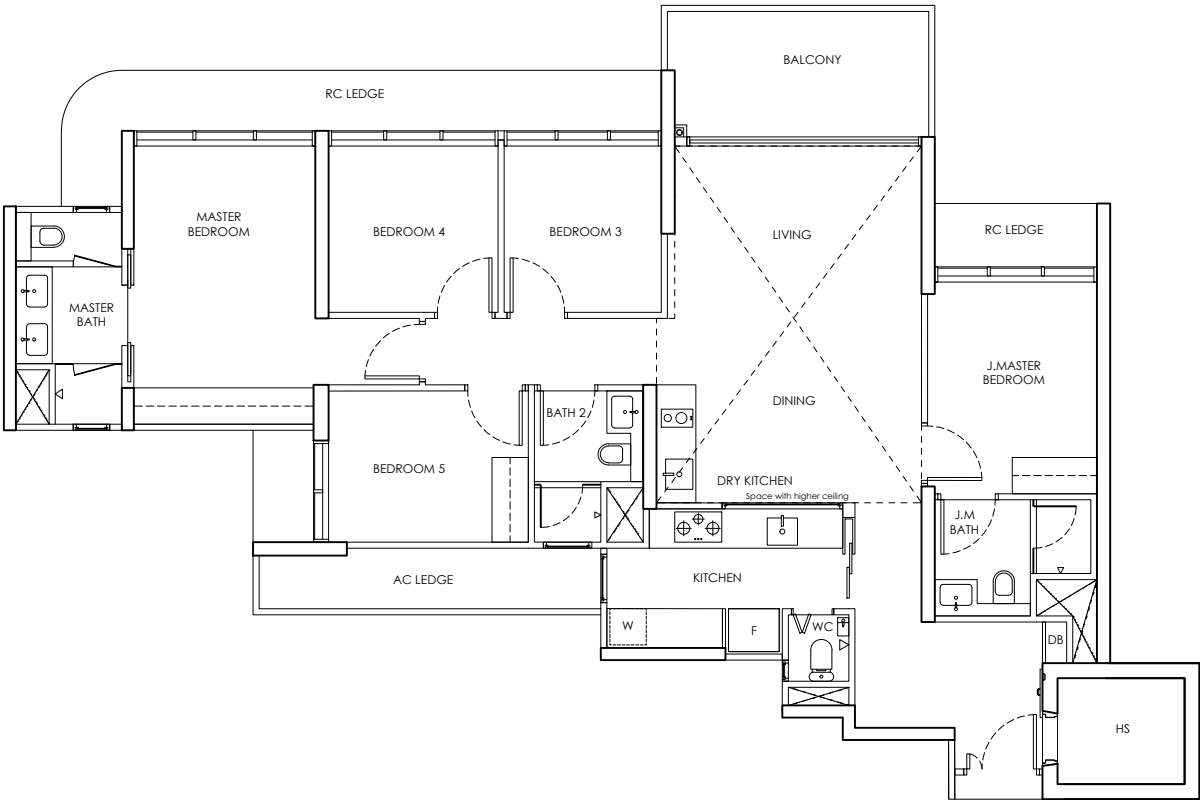 BALCONY
RC LEDGE
MASTER
BEDROOM
BEDROOM 4
BEDROOM 3
LIVING
RC LEDGE
MASTER
BATH
J.MASTER
BEDROOM
DINING
BATH 2
BEDROOM 5
DRY KITCHEN
Space with higher ceiling
J.M
BATH
AC LEDGE
KITCHEN
W
F
WC
DB
HS